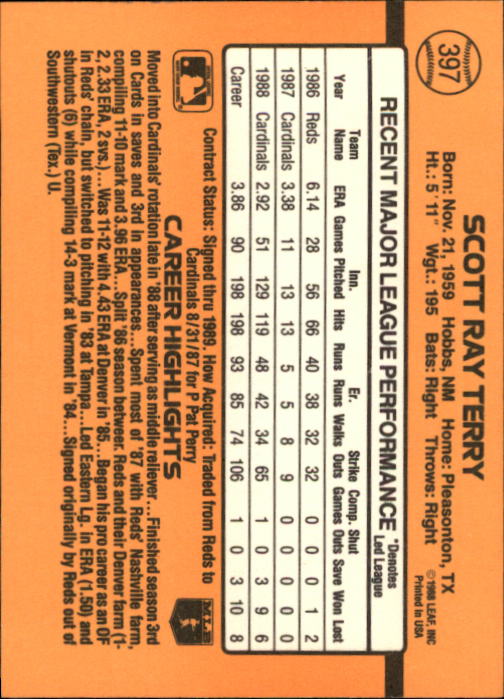 397
SCOTT RAY TERRY
Born: Nov. 21, 1959 Hobbs, NM Home: Pleasonton, TX
Ht.: 5'11" Wgt.: 195 Bats: Right Throws: Right
©1988 LEAF, INC
Printed in USA
RECENT MAJOR LEAGUE PERFORMANCE *Denotes Led League
Year Team Name ERA Games Inn. Pitched Hits Runs Er. Runs Walks Strike Outs Comp. Games Shut Outs Save Won Lost
1986 Reds 6.14 28 56 66 40 38 32 32 0 0 0 1 2
1987 Cardinals 3.38 11 13 13 5 5 8 9 0 0 0 0 0
1988 Cardinals 2.92 51 129 119 48 42 34 65 1 0 3 9 6
Career 3.86 90 198 198 93 85 74 106 1 0 3 10 8
Contract Status: Signed thru 1989. How Acquired: Traded from Reds to
Cardinals 8/31/87 for P Pat Perry
MLB
CAREER HIGHLIGHTS
Moved into Cardinals' rotation late in '88 after serving as middle reliever...Finished season 3rd
on Cards in saves and 3rd in appearances...Spent most of '87 with Reds' Nashville farm,
compiling 11-10 mark and 3.96 ERA...Split '86 season between Reds and their Denver farm (1-
2, 2.33 ERA, 2 svs.)...Was 11-12 with 4.43 ERA at Denver in '85...Began his pro career as an OF
in Reds' chain, but switched to pitching in '83 at Tampa...Led Eastern Lg. in ERA (1.50) and
shutouts (6) while compiling 14-3 mark at Vermont in '84...Signed originally by Reds out of
Southwestern (Tex.) U.